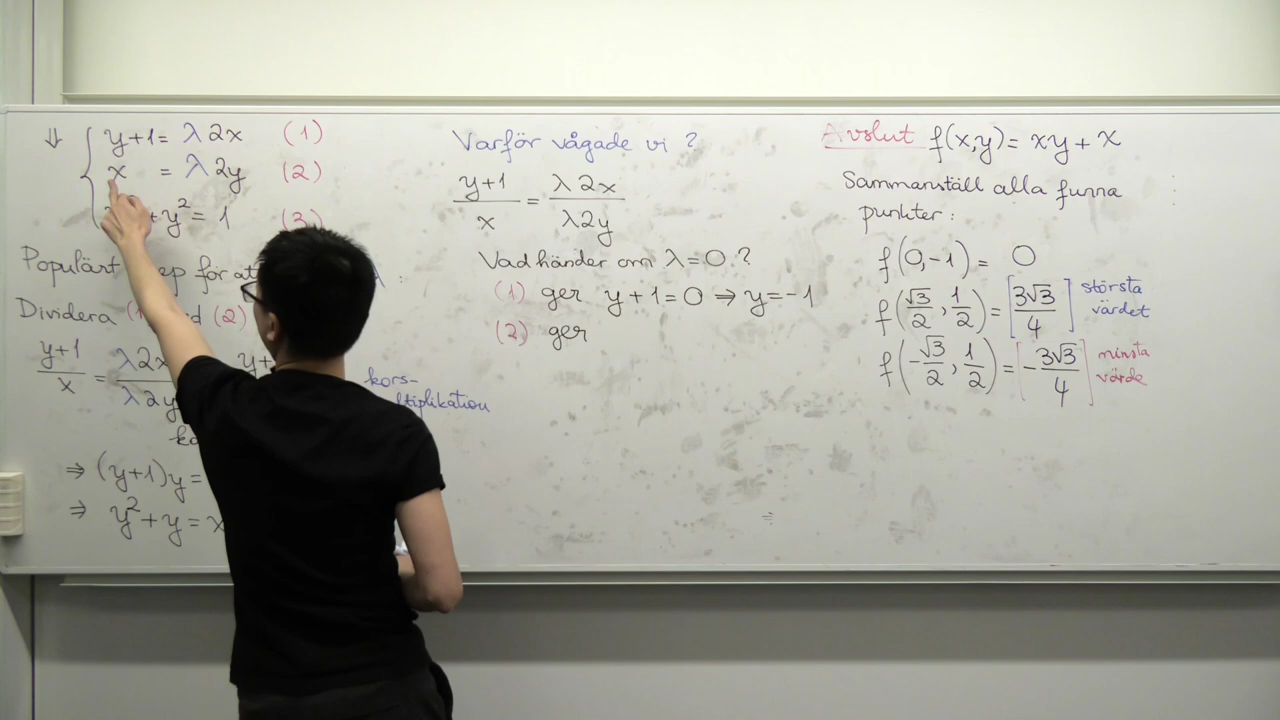 ⇓ { y+1 = λ2x (1)
x = λ2y (2)
+y² = 1 (3)
Populärt för λ :
Dividera (2)
(y+1)/x = λ2x/λ2y y+
kors-
tiplikation
⇒ (y+1)y =
⇒ y²+y = x
Varför vågade vi ?
(y+1)/x = λ2x/λ2y
Vad händer om λ=0 ?
(1) ger y+1=0 ⇒ y=-1
(2) ger
Avslut f(x,y) = xy + x
Sammanställ alla funna
punkter :
f(0,-1) = 0
f(√3/2, 1/2) = [3√3/4] största
värdet
f(-√3/2, 1/2) = [-3√3/4] minsta
värde